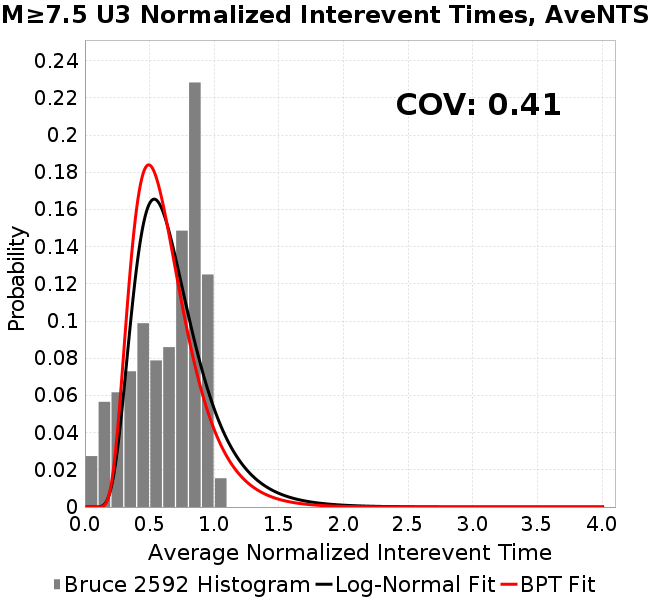 M≥7.5 U3 Normalized Interevent Times, AveNTS
COV: 0.41
Probability
0.24
0.22
0.2
0.18
0.16
0.14
0.12
0.1
0.08
0.06
0.04
0.02
0
0.0 0.5 1.0 1.5 2.0 2.5 3.0 3.5 4.0
Average Normalized Interevent Time
Bruce 2592 Histogram Log-Normal Fit BPT Fit